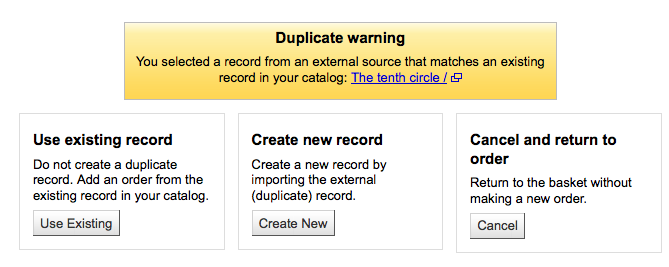 Duplicate warning
You selected a record from an external source that matches an existing
record in your catalog: The tenth circle /
Use existing record
Do not create a duplicate
record. Add an order from the
existing record in your catalog.
Use Existing
Create new record
Create a new record by
importing the external
(duplicate) record.
Create New
Cancel and return to
order
Return to the basket without
making a new order.
Cancel